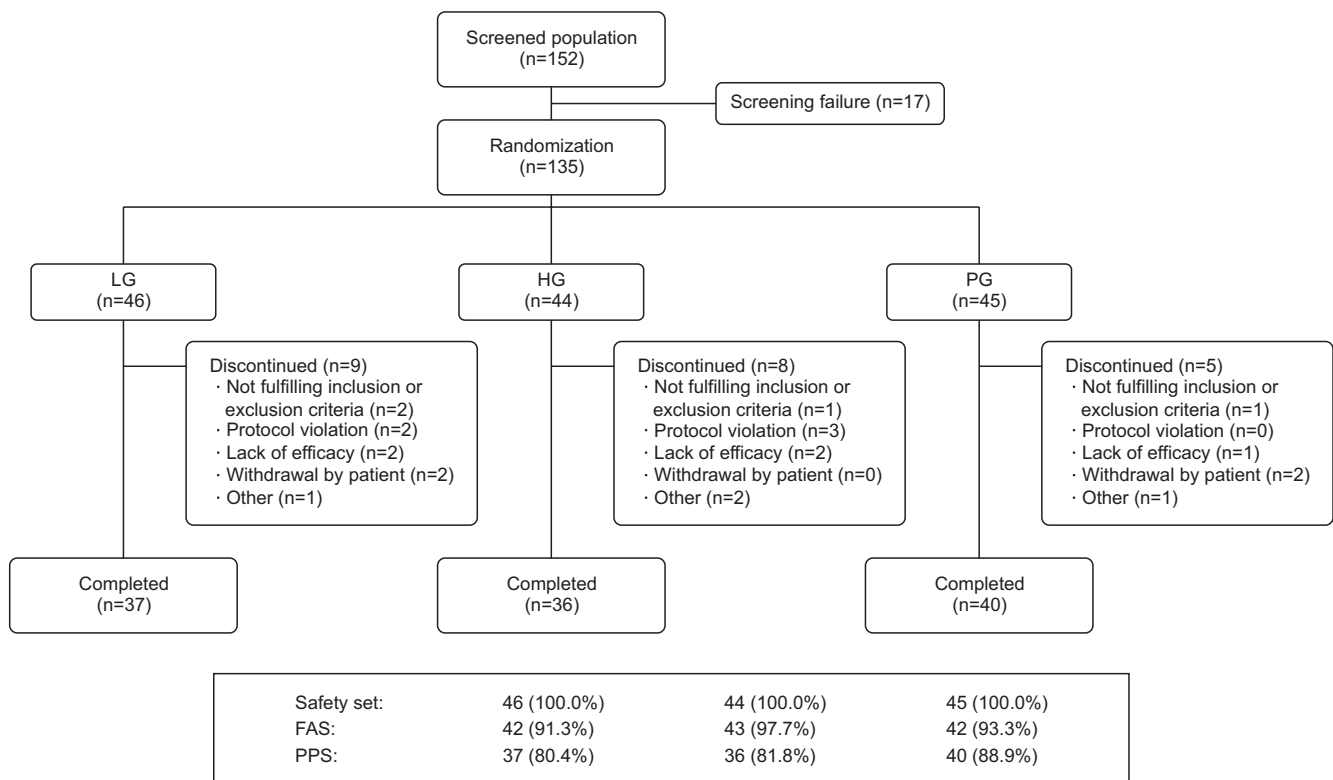 Screened population
(n=152)
Screening failure (n=17)
Randomization
(n=135)
LG
(n=46)
HG
(n=44)
PG
(n=45)
Discontinued (n=9)
· Not fulfilling inclusion or
exclusion criteria (n=2)
· Protocol violation (n=2)
· Lack of efficacy (n=2)
· Withdrawal by patient (n=2)
· Other (n=1)
Discontinued (n=8)
· Not fulfilling inclusion or
exclusion criteria (n=1)
· Protocol violation (n=3)
· Lack of efficacy (n=2)
· Withdrawal by patient (n=0)
· Other (n=2)
Discontinued (n=5)
· Not fulfilling inclusion or
exclusion criteria (n=1)
· Protocol violation (n=0)
· Lack of efficacy (n=1)
· Withdrawal by patient (n=2)
· Other (n=1)
Completed
(n=37)
Completed
(n=36)
Completed
(n=40)
Safety set: 46 (100.0%) 44 (100.0%) 45 (100.0%)
FAS: 42 (91.3%) 43 (97.7%) 42 (93.3%)
PPS: 37 (80.4%) 36 (81.8%) 40 (88.9%)